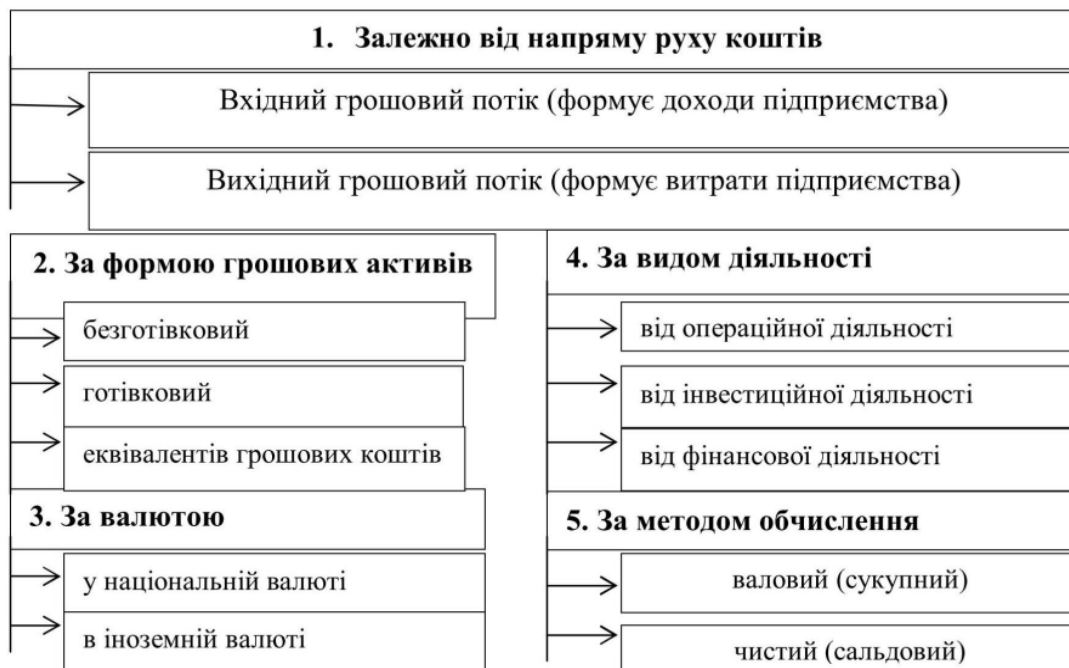 1. Залежно від напряму руху коштів
Вхідний грошовий потік (формує доходи підприємства)
Вихідний грошовий потік (формує витрати підприємства)
2. За формою грошових активів
безготівковий
готівковий
еквівалентів грошових коштів
3. За валютою
у національній валюті
в іноземній валюті
4. За видом діяльності
від операційної діяльності
від інвестиційної діяльності
від фінансової діяльності
5. За методом обчислення
валовий (сукупний)
чистий (сальдовий)